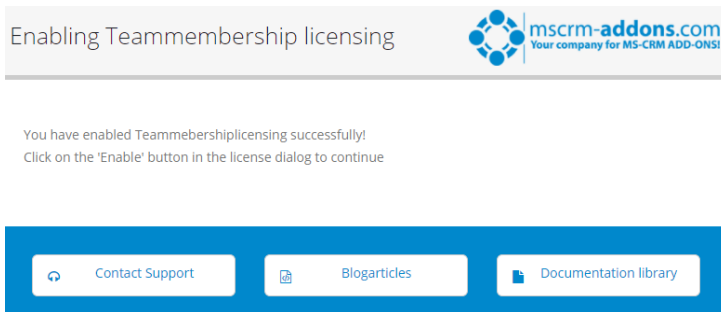 Enabling Teammembership licensing
mscrm-addons.com
Your company for MS-CRM ADD-ONS!
You have enabled Teammebershiplicensing successfully!
Click on the 'Enable' button in the license dialog to continue
Contact Support
Blogarticles
Documentation library